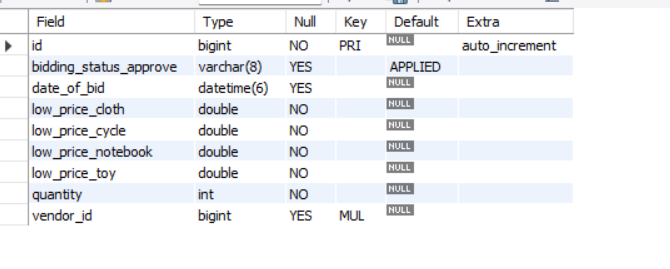 Field Type Null Key Default Extra
id bigint NO PRI NULL auto_increment
bidding_status_approve varchar(8) YES APPLIED
date_of_bid datetime(6) YES NULL
low_price_cloth double NO NULL
low_price_cycle double NO NULL
low_price_notebook double NO NULL
low_price_toy double NO NULL
quantity int NO NULL
vendor_id bigint YES MUL NULL